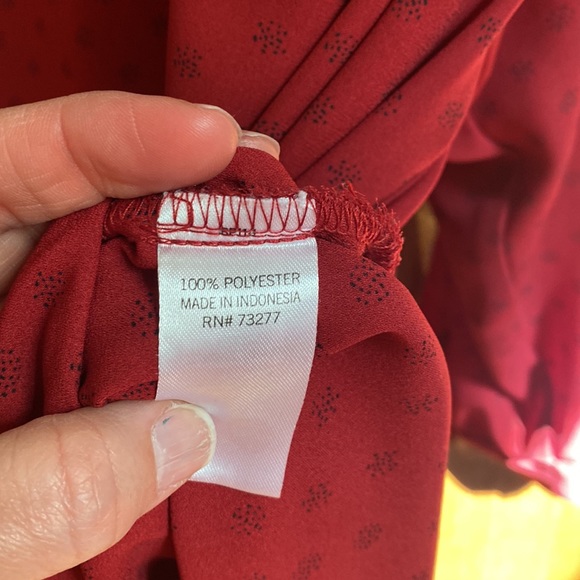 100% POLYESTER
MADE IN INDONESIA
RN# 73277